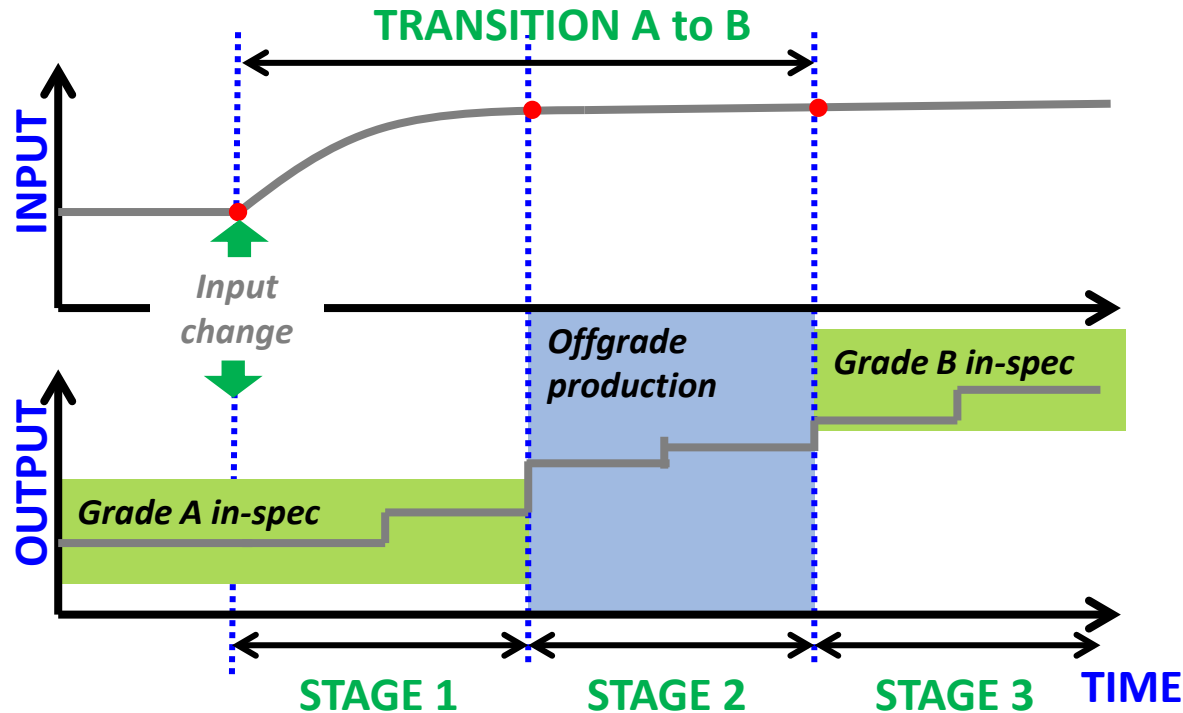 TRANSITION A to B
INPUT
Input
change
Offgrade
production
Grade B in-spec
OUTPUT
Grade A in-spec
STAGE 1
STAGE 2
STAGE 3
TIME